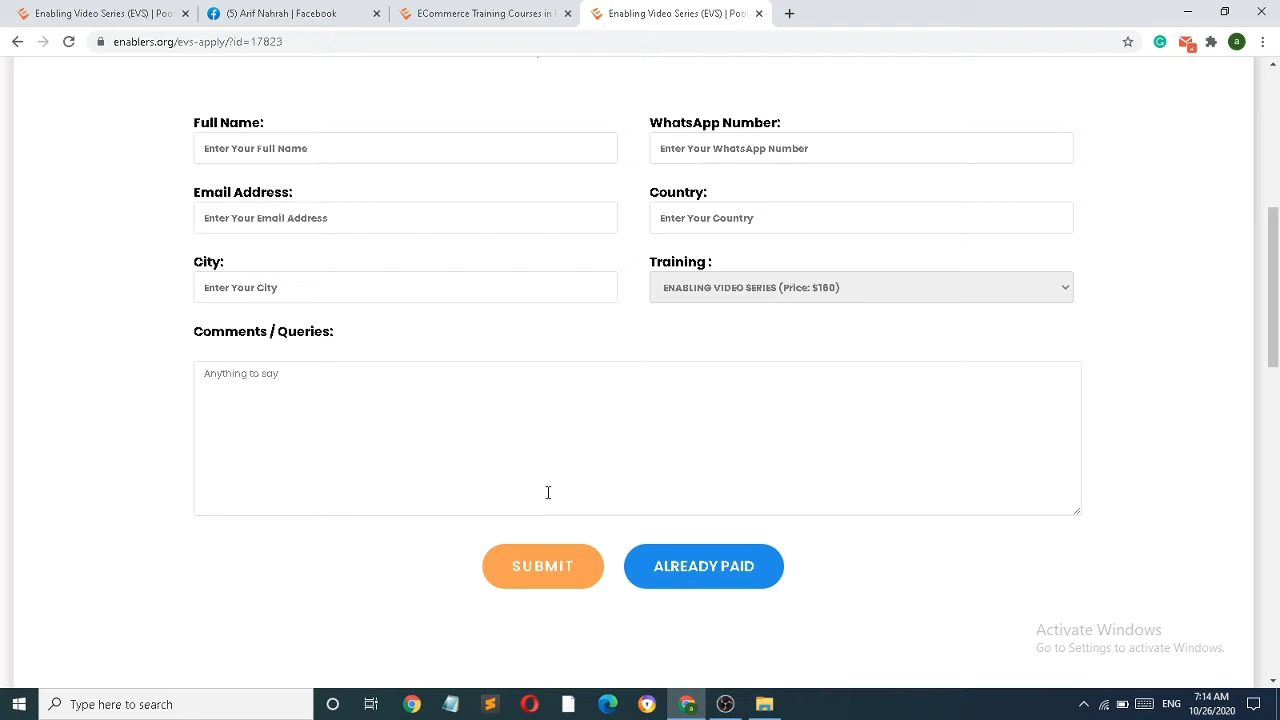 Enabling Video Series (EVS) | Poo
(5) Al Nafrah | Facebook
ECommerce Training Courses in
Enabling Video Series (EVS) | Poo
enablers.org/evs-apply/?id=17823
a
Full Name:
WhatsApp Number:
Enter Your Full Name
Enter Your WhatsApp Number
Email Address:
Country:
Enter Your Email Address
Enter Your Country
City:
Training :
Enter Your City
ENABLING VIDEO SERIES (Price: $160)
Comments / Queries:
Anything to say
SUBMIT
ALREADY PAID
Activate Windows
Go to Settings to activate Windows.
Type here to search
ENG
7:14 AM
10/26/2020